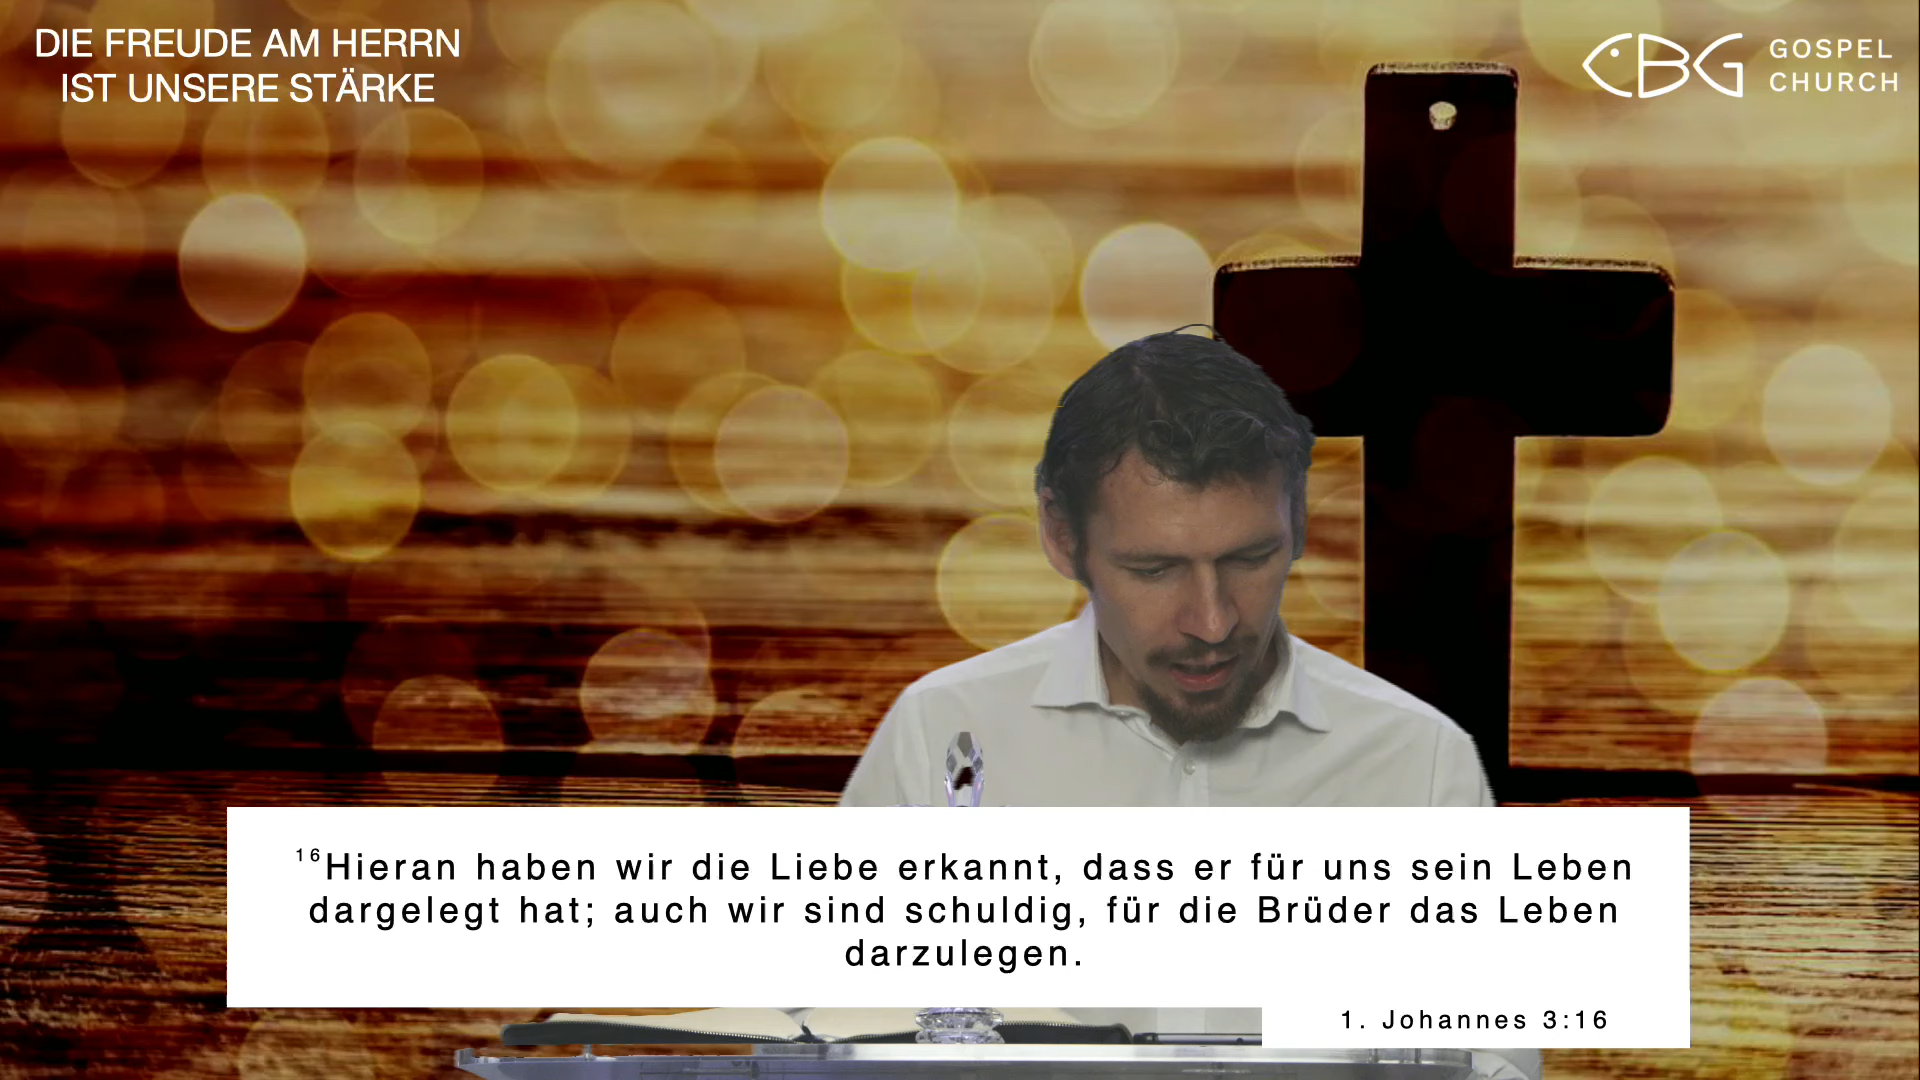 DIE FREUDE AM HERRN
IST UNSERE STÄRKE
CBG
GOSPEL
CHURCH
16Hieran haben wir die Liebe erkannt, dass er für uns sein Leben
dargelegt hat; auch wir sind schuldig, für die Brüder das Leben
darzulegen.
1. Johannes 3:16